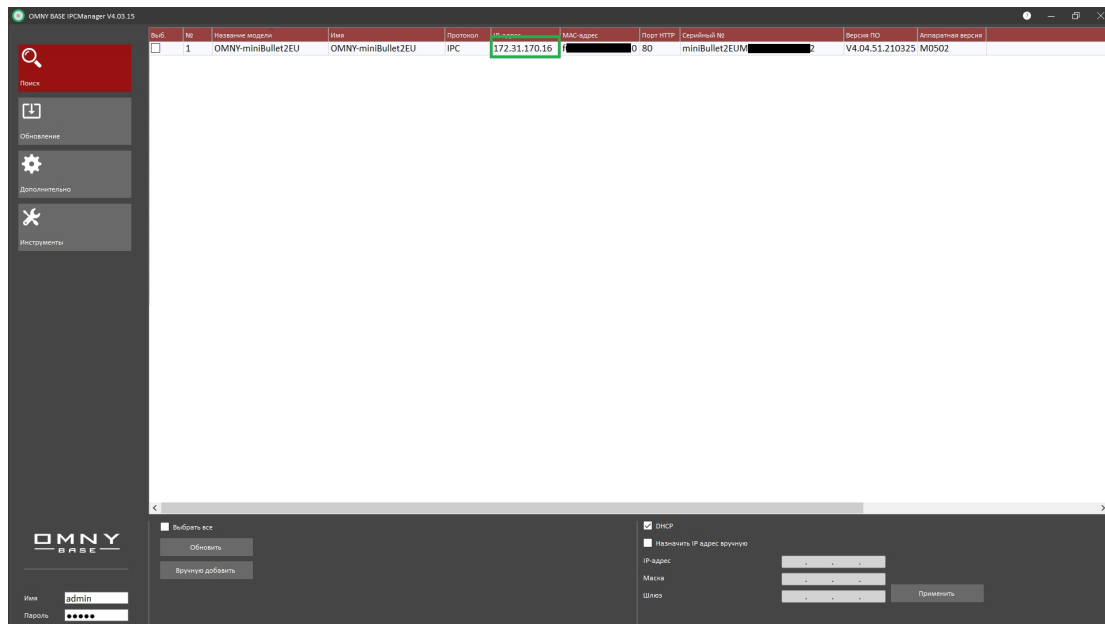 OMNY BASE IPCManager V4.03.15
Выб. № Название модели Имя Протокол IP-адрес MAC-адрес Порт HTTP Серийный № Версия ПО Аппаратная версия
1 OMNY-miniBullet2EU OMNY-miniBullet2EU IPC 172.31.170.16 f 0 80 miniBullet2EUM 2 V4.04.51.210325 M0502
Поиск
Обновление
Дополнительно
Инструменты
Выбрать все
Обновить
Вручную добавить
DHCP
Назначить IP адрес вручную
IP-адрес . . .
Маска . . .
Шлюз . . .
Применить
OMNY
BASE
Имя admin
Пароль ●●●●●